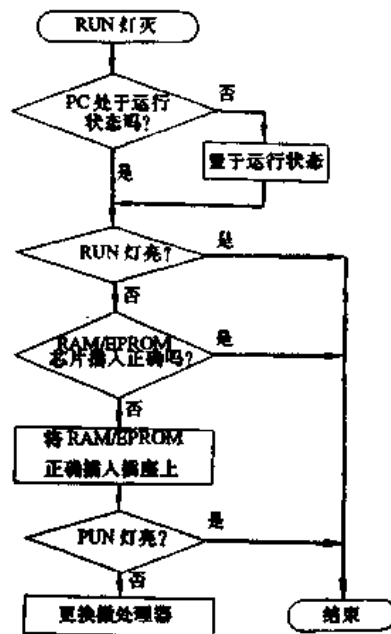 RUN 灯灭
PC 处于运行
状态吗?
否
置于运行状态
是
RUN 灯亮?
是
否
RAM/EPROM
芯片插入正确吗?
是
否
将 RAM/EPROM
正确插入插座上
PUN 灯亮?
是
否
更换微处理器
结束